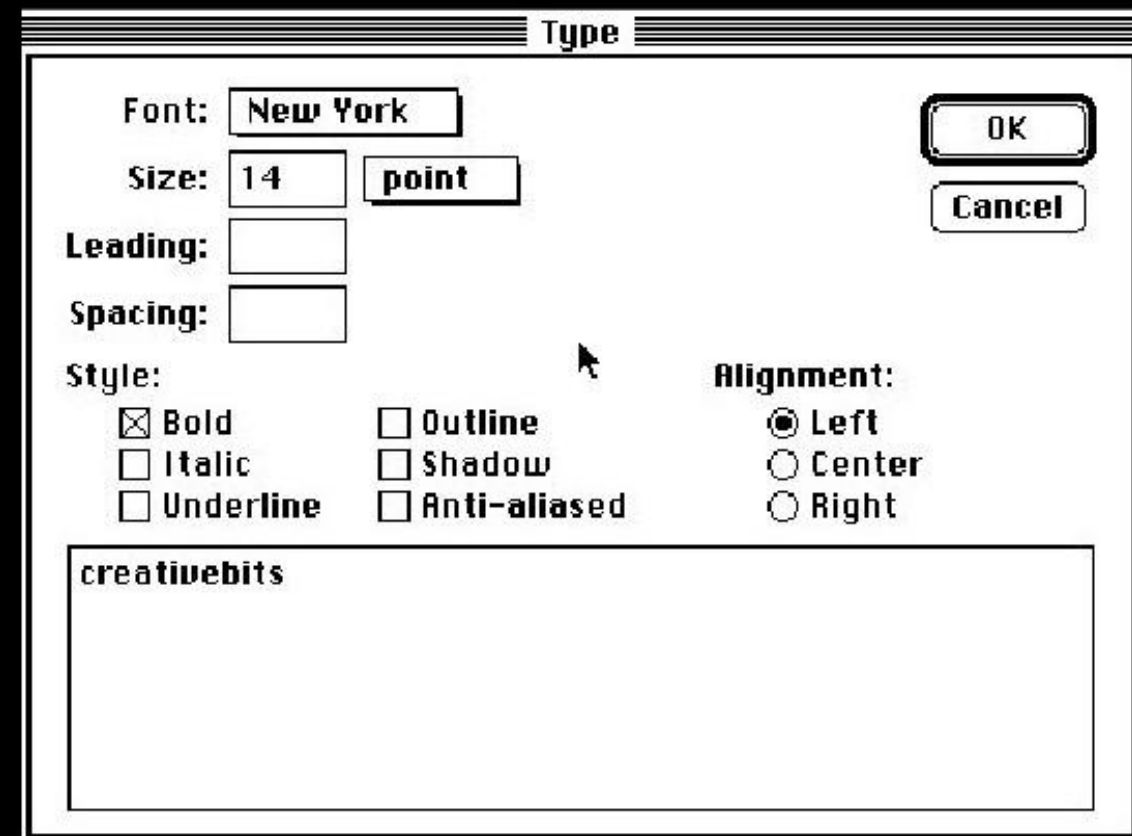 Type
Font: New York
OK
Size: 14 point
Cancel
Leading:
Spacing:
Style: Alignment:
Bold Outline Left
Italic Shadow Center
Underline Anti-aliased Right
creativebits